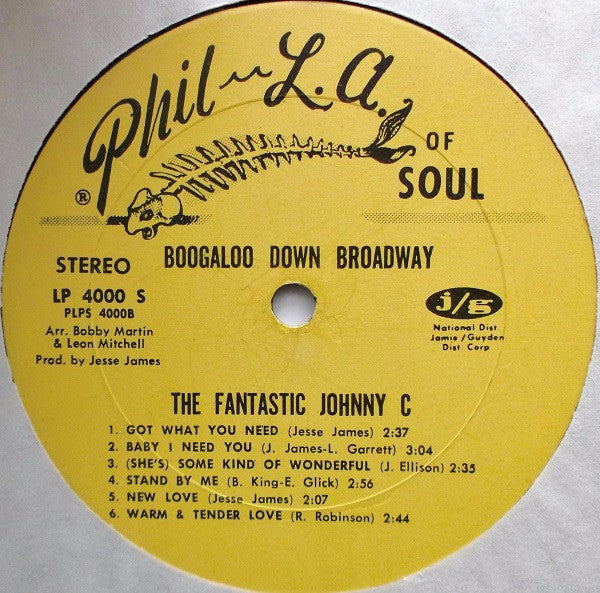 Phil-L.A.
OF
SOUL
®
BOOGALOO DOWN BROADWAY
STEREO
LP 4000 S
PLPS 4000B
Arr. Bobby Martin
& Leon Mitchell
Prod. by Jesse James
j/g
National Dist.
Jamie/Guyden
Dist. Corp
THE FANTASTIC JOHNNY C
1. GOT WHAT YOU NEED (Jesse James) 2:37
2. BABY I NEED YOU (J. James-L. Garrett) 3:04
3. (SHE'S) SOME KIND OF WONDERFUL (J. Ellison) 2:35
4. STAND BY ME (B. King-E. Glick) 2:56
5. NEW LOVE (Jesse James) 2:07
6. WARM & TENDER LOVE (R. Robinson) 2:44